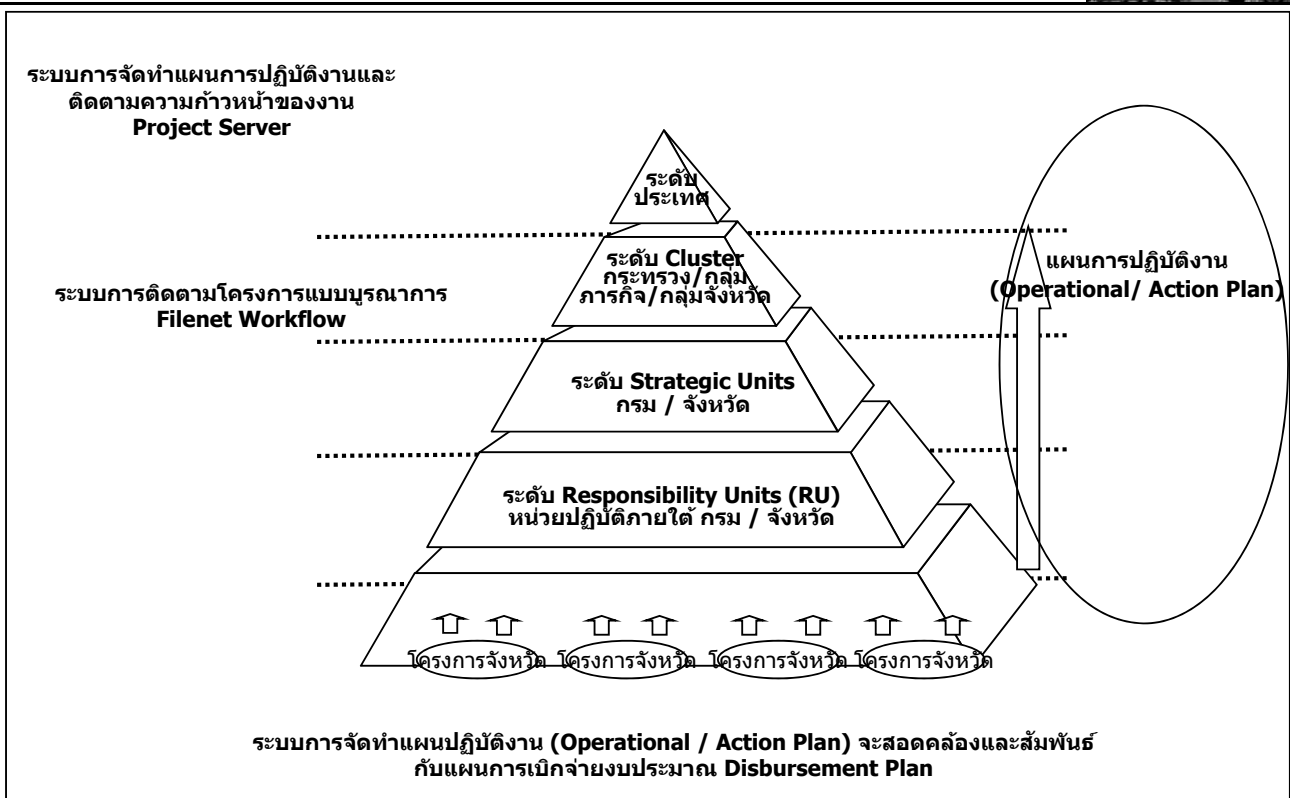 ระบบการจัดทำแผนการปฏิบัติงานและ
ติดตามความก้าวหน้าของงาน
Project Server
ระดับ
ประเทศ
ระดับ Cluster
กระทรวง/กลุ่ม
ภารกิจ/กลุ่มจังหวัด
แผนการปฏิบัติงาน
(Operational/ Action Plan)
ระบบการติดตามโครงการแบบบูรณาการ
Filenet Workflow
ระดับ Strategic Units
กรม / จังหวัด
ระดับ Responsibility Units (RU)
หน่วยปฏิบัติภายใต้ กรม / จังหวัด
โครงการจังหวัด โครงการจังหวัด โครงการจังหวัด โครงการจังหวัด
ระบบการจัดทำแผนปฏิบัติงาน (Operational / Action Plan) จะสอดคล้องและสัมพันธ์
กับแผนการเบิกจ่ายงบประมาณ Disbursement Plan